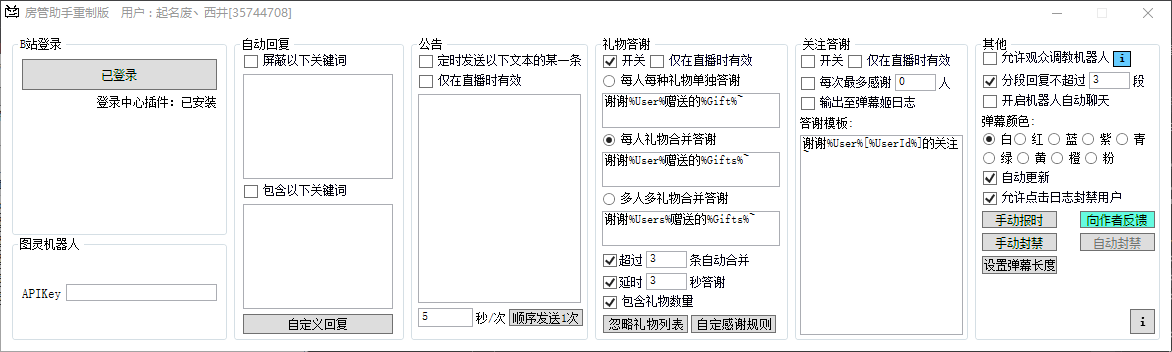 房管助手重制版 用户：起名废丶西井[35744708]
B站登录
已登录
登录中心插件：已安装
图灵机器人
APIKey
自动回复
屏蔽以下关键词
包含以下关键词
自定义回复
公告
定时发送以下文本的某一条
仅在直播时有效
5 秒/次 顺序发送1次
礼物答谢
开关 仅在直播时有效
每人每种礼物单独答谢
谢谢%User%赠送的%Gift%~
每人礼物合并答谢
谢谢%User%赠送的%Gifts%~
多人多礼物合并答谢
谢谢%Users%赠送的%Gifts%~
超过 3 条自动合并
延时 3 秒答谢
包含礼物数量
忽略礼物列表 自定感谢规则
关注答谢
开关 仅在直播时有效
每次最多感谢 0 人
输出至弹幕姬日志
答谢模板：
谢谢%User%[%UserId%]的关注
~
其他
允许观众调教机器人 i
分段回复不超过 3 段
开启机器人自动聊天
弹幕颜色：
白 红 蓝 紫 青
绿 黄 橙 粉
自动更新
允许点击日志封禁用户
手动报时 向作者反馈
手动封禁 自动封禁
设置弹幕长度
i